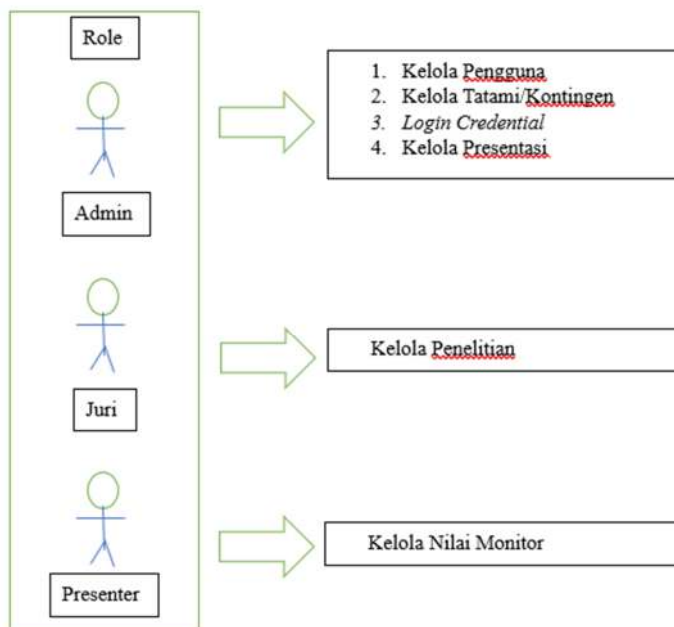 Role
Admin
1. Kelola Pengguna
2. Kelola Tatami/Kontingen
3. Login Credential
4. Kelola Presentasi
Juri
Kelola Penelitian
Presenter
Kelola Nilai Monitor